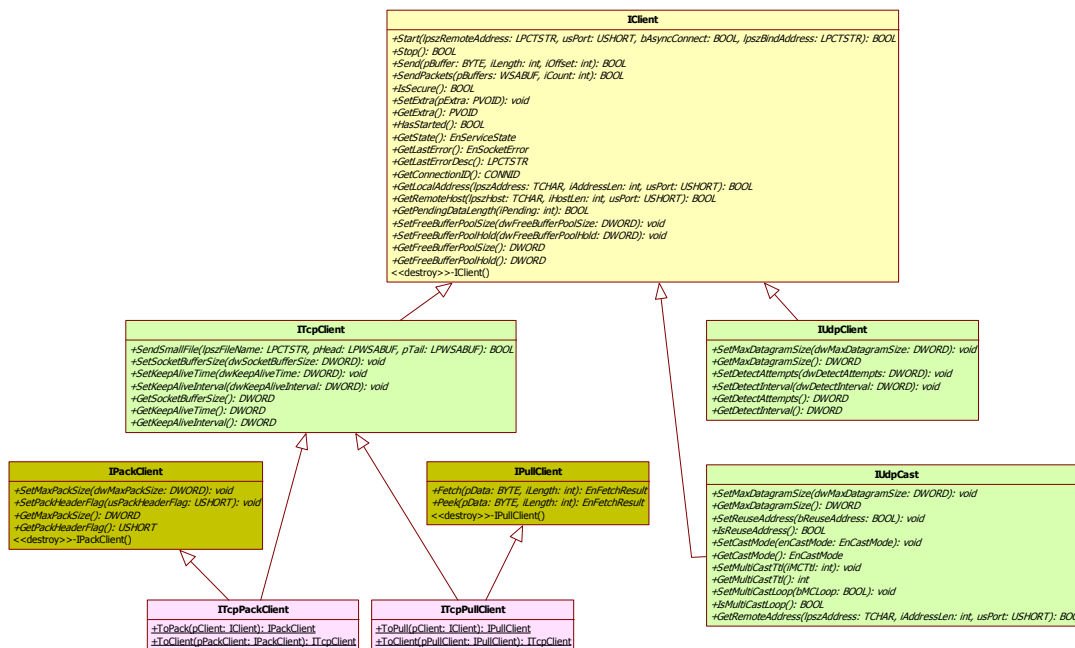 IClient
+Start(lpszRemoteAddress: LPCTSTR, usPort: USHORT, bAsyncConnect: BOOL, lpszBindAddress: LPCTSTR): BOOL
+Stop(): BOOL
+Send(pBuffer: BYTE, iLength: int, iOffset: int): BOOL
+SendPackets(pBuffers: WSABUF, iCount: int): BOOL
+IsSecure(): BOOL
+SetExtra(pExtra: PVOID): void
+GetExtra(): PVOID
+HasStarted(): BOOL
+GetState(): EnServiceState
+GetLastError(): EnSocketError
+GetLastErrorDesc(): LPCTSTR
+GetConnectionID(): CONNID
+GetLocalAddress(lpszAddress: TCHAR, iAddressLen: int, usPort: USHORT): BOOL
+GetRemoteHost(lpszHost: TCHAR, iHostLen: int, usPort: USHORT): BOOL
+GetPendingDataLength(iPending: int): BOOL
+SetFreeBufferPoolSize(dwFreeBufferPoolSize: DWORD): void
+SetFreeBufferPoolHold(dwFreeBufferPoolHold: DWORD): void
+GetFreeBufferPoolSize(): DWORD
+GetFreeBufferPoolHold(): DWORD
<<destroy>>-IClient()
ITcpClient
+SendSmallFile(lpszFileName: LPCTSTR, pHead: LPWSABUF, pTail: LPWSABUF): BOOL
+SetSocketBufferSize(dwSocketBufferSize: DWORD): void
+SetKeepAliveTime(dwKeepAliveTime: DWORD): void
+SetKeepAliveInterval(dwKeepAliveInterval: DWORD): void
+GetSocketBufferSize(): DWORD
+GetKeepAliveTime(): DWORD
+GetKeepAliveInterval(): DWORD
IUdpClient
+SetMaxDatagramSize(dwMaxDatagramSize: DWORD): void
+GetMaxDatagramSize(): DWORD
+SetDetectAttempts(dwDetectAttempts: DWORD): void
+SetDetectInterval(dwDetectInterval: DWORD): void
+GetDetectAttempts(): DWORD
+GetDetectInterval(): DWORD
IPackClient
+SetMaxPackSize(dwMaxPackSize: DWORD): void
+SetPackHeaderFlag(usPackHeaderFlag: USHORT): void
+GetMaxPackSize(): DWORD
+GetPackHeaderFlag(): USHORT
<<destroy>>-IPackClient()
IPullClient
+Fetch(pData: BYTE, iLength: int): EnFetchResult
+Peek(pData: BYTE, iLength: int): EnFetchResult
<<destroy>>-IPullClient()
IUdpCast
+SetMaxDatagramSize(dwMaxDatagramSize: DWORD): void
+GetMaxDatagramSize(): DWORD
+SetReuseAddress(bReuseAddress: BOOL): void
+IsReuseAddress(): BOOL
+SetCastMode(enCastMode: EnCastMode): void
+GetCastMode(): EnCastMode
+SetMultiCastTtl(iMCTtl: int): void
+GetMultiCastTtl(): int
+SetMultiCastLoop(bMCLoop: BOOL): void
+IsMultiCastLoop(): BOOL
+GetRemoteAddress(lpszAddress: TCHAR, iAddressLen: int, usPort: USHORT): BOOL
ITcpPackClient
+ToPack(pClient: IClient): IPackClient
+ToClient(pPackClient: IPackClient): ITcpClient
ITcpPullClient
+ToPull(pClient: IClient): IPullClient
+ToClient(pPullClient: IPullClient): ITcpClient